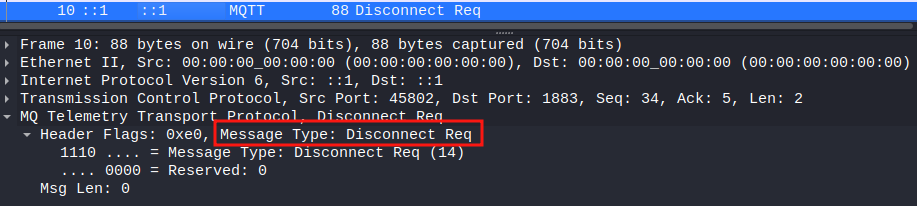 10 ::1 ::1 MQTT 88 Disconnect Req
Frame 10: 88 bytes on wire (704 bits), 88 bytes captured (704 bits)
Ethernet II, Src: 00:00:00_00:00:00 (00:00:00:00:00:00), Dst: 00:00:00_00:00:00 (00:00:00:00:00:00)
Internet Protocol Version 6, Src: ::1, Dst: ::1
Transmission Control Protocol, Src Port: 45802, Dst Port: 1883, Seq: 34, Ack: 5, Len: 2
MQ Telemetry Transport Protocol, Disconnect Req
Header Flags: 0xe0, Message Type: Disconnect Req
1110 .... = Message Type: Disconnect Req (14)
.... 0000 = Reserved: 0
Msg Len: 0